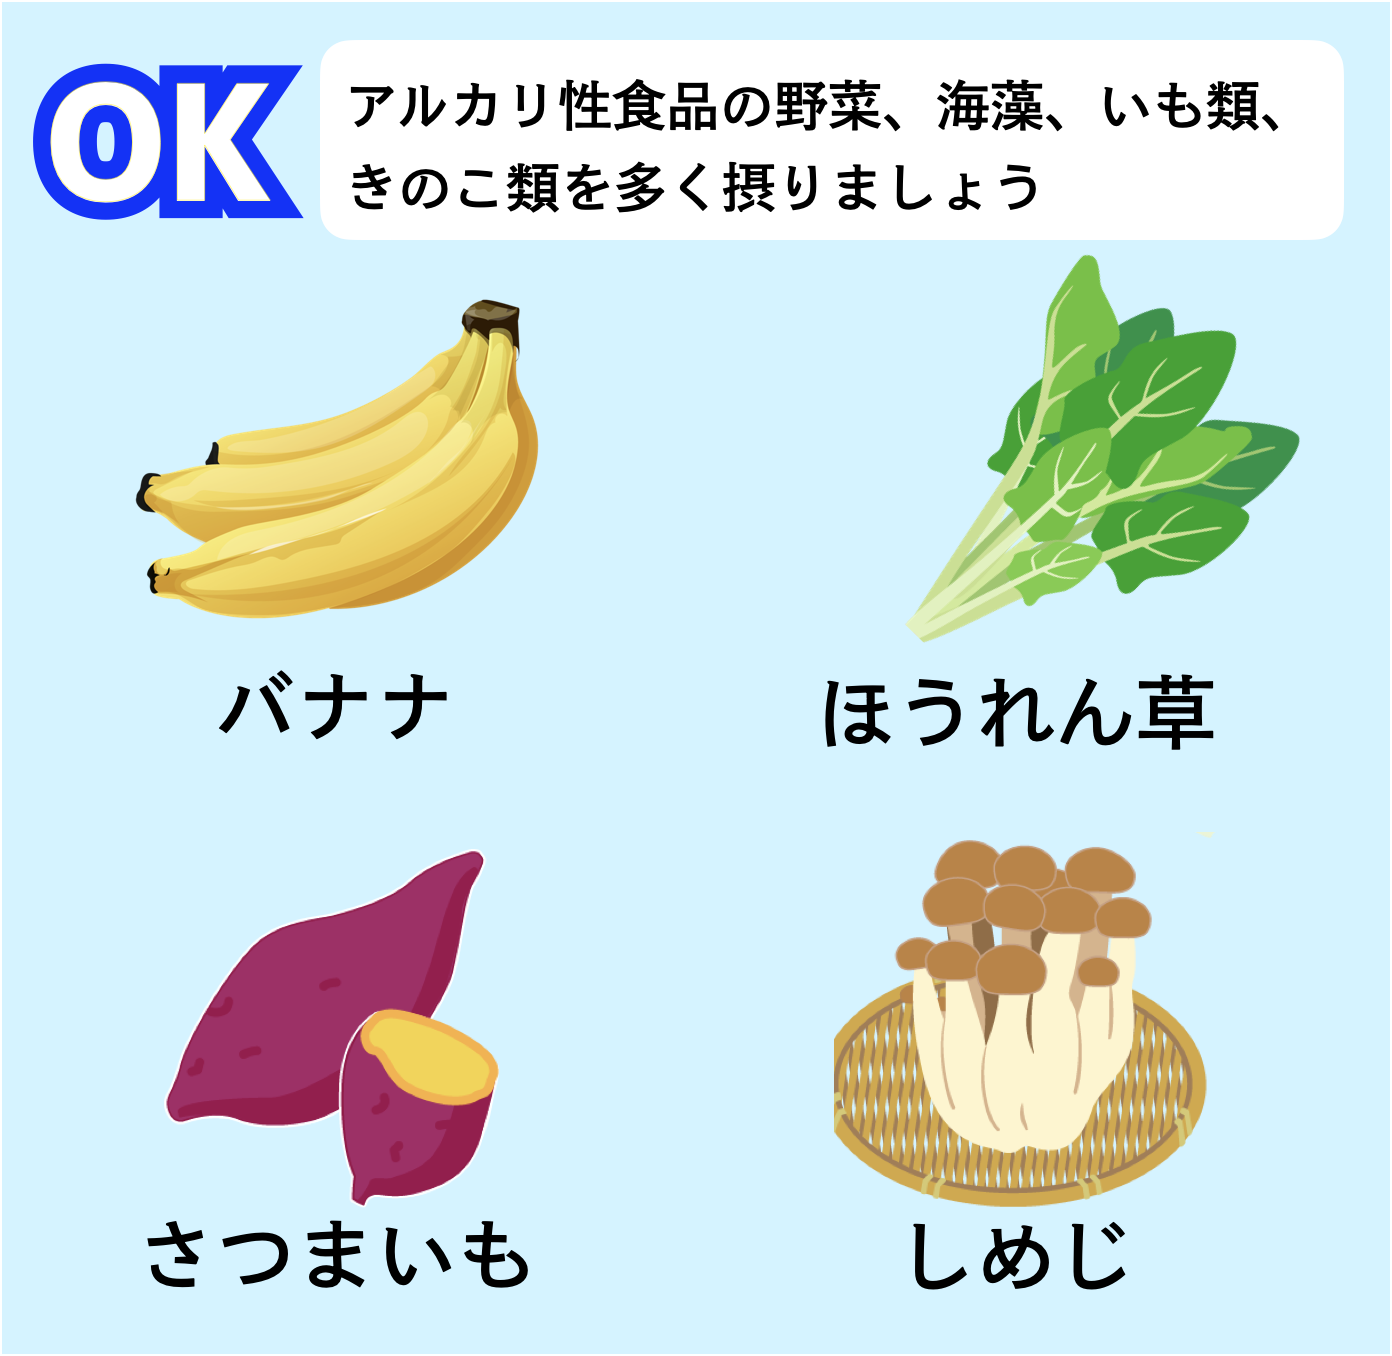 OK
アルカリ性食品の野菜、海藻、いも類、
きのこ類を多く摂りましょう
バナナ
ほうれん草
さつまいも
しめじ